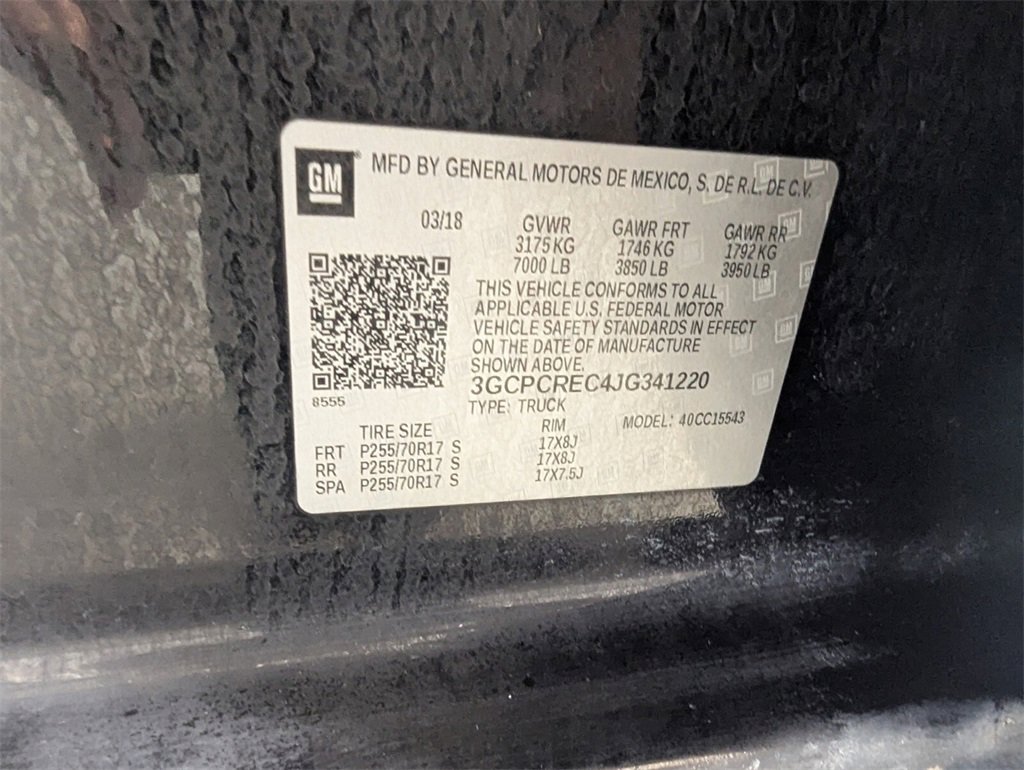 GM
MFD BY GENERAL MOTORS DE MEXICO, S. DE R.L. DE C.V.
03/18
GVWR GAWR FRT GAWR RR
3175 KG 1746 KG 1792 KG
7000 LB 3850 LB 3950 LB
THIS VEHICLE CONFORMS TO ALL
APPLICABLE U.S. FEDERAL MOTOR
VEHICLE SAFETY STANDARDS IN EFFECT
ON THE DATE OF MANUFACTURE
SHOWN ABOVE.
3GCPCREC4JG341220
8555
TYPE: TRUCK MODEL: 40CC15543
TIRE SIZE RIM
FRT P255/70R17 S 17X8J
RR P255/70R17 S 17X8J
SPA P255/70R17 S 17X7.5J